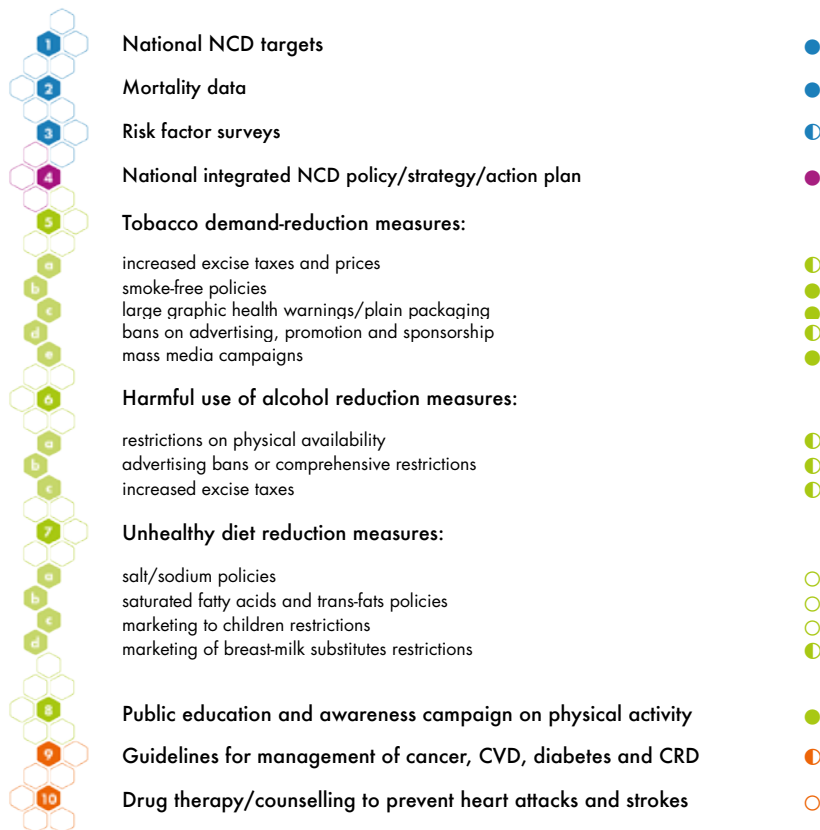 1 National NCD targets
2 Mortality data
3 Risk factor surveys
4 National integrated NCD policy/strategy/action plan
5 Tobacco demand-reduction measures:
a increased excise taxes and prices
b smoke-free policies
c large graphic health warnings/plain packaging
d bans on advertising, promotion and sponsorship
e mass media campaigns
6 Harmful use of alcohol reduction measures:
a restrictions on physical availability
b advertising bans or comprehensive restrictions
c increased excise taxes
7 Unhealthy diet reduction measures:
a salt/sodium policies
b saturated fatty acids and trans-fats policies
c marketing to children restrictions
d marketing of breast-milk substitutes restrictions
8 Public education and awareness campaign on physical activity
9 Guidelines for management of cancer, CVD, diabetes and CRD
10 Drug therapy/counselling to prevent heart attacks and strokes